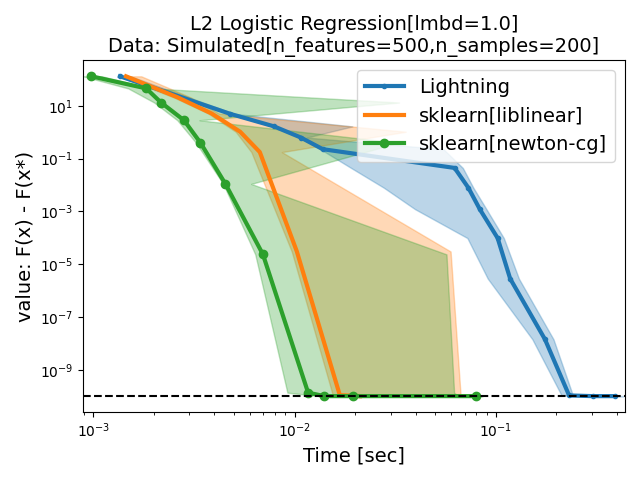 L2 Logistic Regression[lmbd=1.0]
Data: Simulated[n_features=500,n_samples=200]
Lightning
sklearn[liblinear]
sklearn[newton-cg]
value: F(x) - F(x*)
10¹
10⁻¹
10⁻³
10⁻⁵
10⁻⁷
10⁻⁹
10⁻³
10⁻²
10⁻¹
Time [sec]